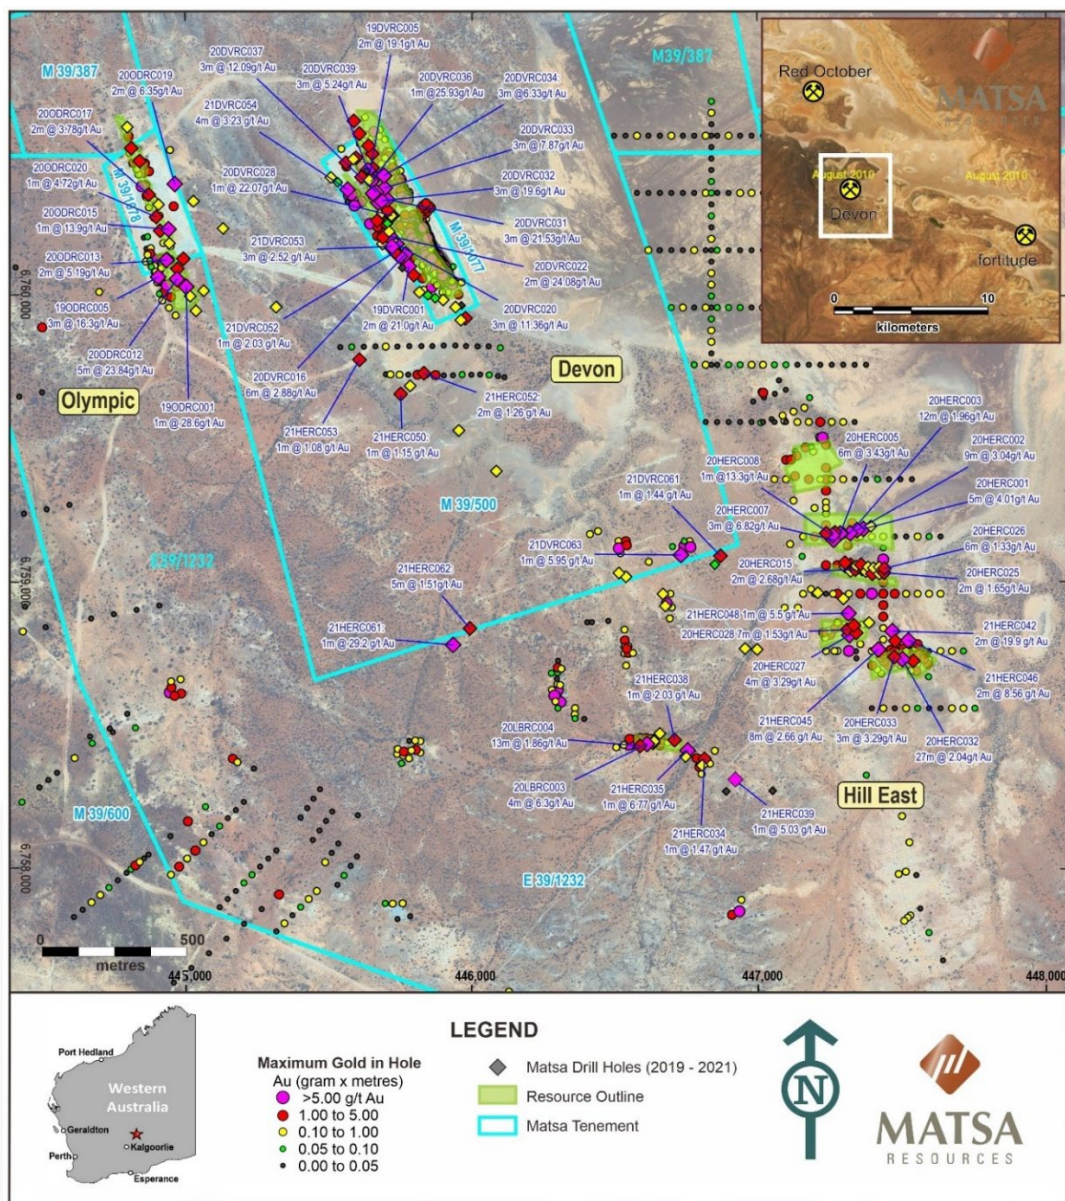 19DVRC005
2m @ 19.1g/t Au
20DVRC037
3m @ 12.09g/t Au
20DVRC039:
3m @ 5.24g/t Au
20DVRC036
1m @25.93g/t Au
20DVRC034:
3m @6.33g/t Au
M 39/387
20ODRC019
2m @ 6.35g/t Au
21DVRC054
4m @ 3.23 g/t Au
M39/387
20ODRC017
2m @ 3.78g/t Au
20DVRC033
3m @ 7.87g/t Au
20ODRC020
1m @ 4.72g/t Au
20DVRC028
1m @ 22.07g/t Au
20DVRC032
3m @ 19.6g/t Au
M 39/1078
20ODRC015
1m @ 13.9g/t Au
20DVRC031
3m @ 21.53g/t Au
M 39/1077
21DVRC053
3m @ 2.52 g/t Au
20ODRC013
2m @ 5.19g/t Au
20DVRC022
2m @ 24.08g/t Au
19ODRC005
3m @ 16.3g/t Au
21DVRC052
1m @ 2.03 g/t Au
19DVRC001
2m @ 21.0g/t Au
20DVRC020
3m @ 11.36g/t Au
20ODRC012
5m @ 23.84g/t Au
20DVRC016
6m @ 2.88g/t Au
Devon
Olympic
19ODRC001
1m @ 28.6g/t Au
21HERC053
1m @ 1.08 g/t Au
21HERC050:
1m @ 1.15 g/t Au
21HERC052:
2m @ 1.26 g/t Au
Red October
MATSA
RESOURCES
August 2010
August 2010
Devon
fortitude
0 10
kilometers
20HERC003
12m @ 1.96g/t Au
20HERC005
6m @ 3.43g/t Au
20HERC002
9m @ 3.04g/t Au
20HERC008
1m @13.3g/t Au
20HERC001
5m @ 4.01g/t Au
21DVRC061
1m @ 1.44 g/t Au
M 39/500
20HERC007
3m @ 6.82g/t Au
20HERC026
6m @ 1.33g/t Au
21DVRC063
1m @ 5.95 g/t Au
20HERC015
2m @ 2.68g/t Au
20HERC025
2m @ 1.65g/t Au
E39/1232
21HERC062
5m @ 1.51g/t Au
21HERC048 1m @ 5.5 g/t Au
20HERC028 7m @ 1.53g/t Au
21HERC042
2m @ 19.9 g/t Au
21HERC061:
1m @ 29.2 g/t Au
20HERC027
4m @ 3.29g/t Au
21HERC046
2m @ 8.56 g/t Au
21HERC038
1m @ 2.03 g/t Au
21HERC045
8m @ 2.66 g/t Au
20HERC033
3m @ 3.29g/t Au
20HERC032
27m @ 2.04g/t Au
20LBRC004
13m @ 1.86g/t Au
20LBRC003
4m @ 6.3g/t Au
21HERC035
1m @ 6.77 g/t Au
Hill East
21HERC039
1m @ 5.03 g/t Au
21HERC034
1m @ 1.47 g/t Au
M 39/600
E 39/1232
6,760,000
6,759,000
6,758,000
0 500
metres
445,000 446,000 447,000 448,000
Port Hedland
Western
Australia
Geraldton
Kalgoorlie
Perth
Esperance
LEGEND
Maximum Gold in Hole
Au (gram x metres)
>5.00 g/t Au
1.00 to 5.00
0.10 to 1.00
0.05 to 0.10
0.00 to 0.05
Matsa Drill Holes (2019 - 2021)
Resource Outline
Matsa Tenement
N
MATSA
RESOURCES